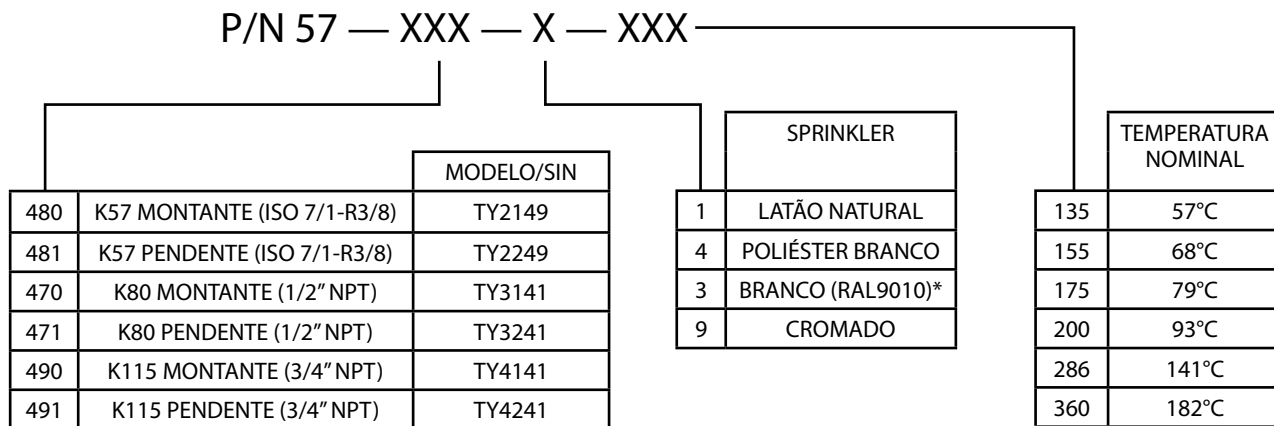 P/N 57 — XXX — X — XXX
MODELO/SIN
480 K57 MONTANTE (ISO 7/1-R3/8) TY2149
481 K57 PENDENTE (ISO 7/1-R3/8) TY2249
470 K80 MONTANTE (1/2” NPT) TY3141
471 K80 PENDENTE (1/2” NPT) TY3241
490 K115 MONTANTE (3/4” NPT) TY4141
491 K115 PENDENTE (3/4” NPT) TY4241
SPRINKLER
1 LATÃO NATURAL
4 POLIÉSTER BRANCO
3 BRANCO (RAL9010)*
9 CROMADO
TEMPERATURA
NOMINAL
135 57°C
155 68°C
175 79°C
200 93°C
286 141°C
360 182°C